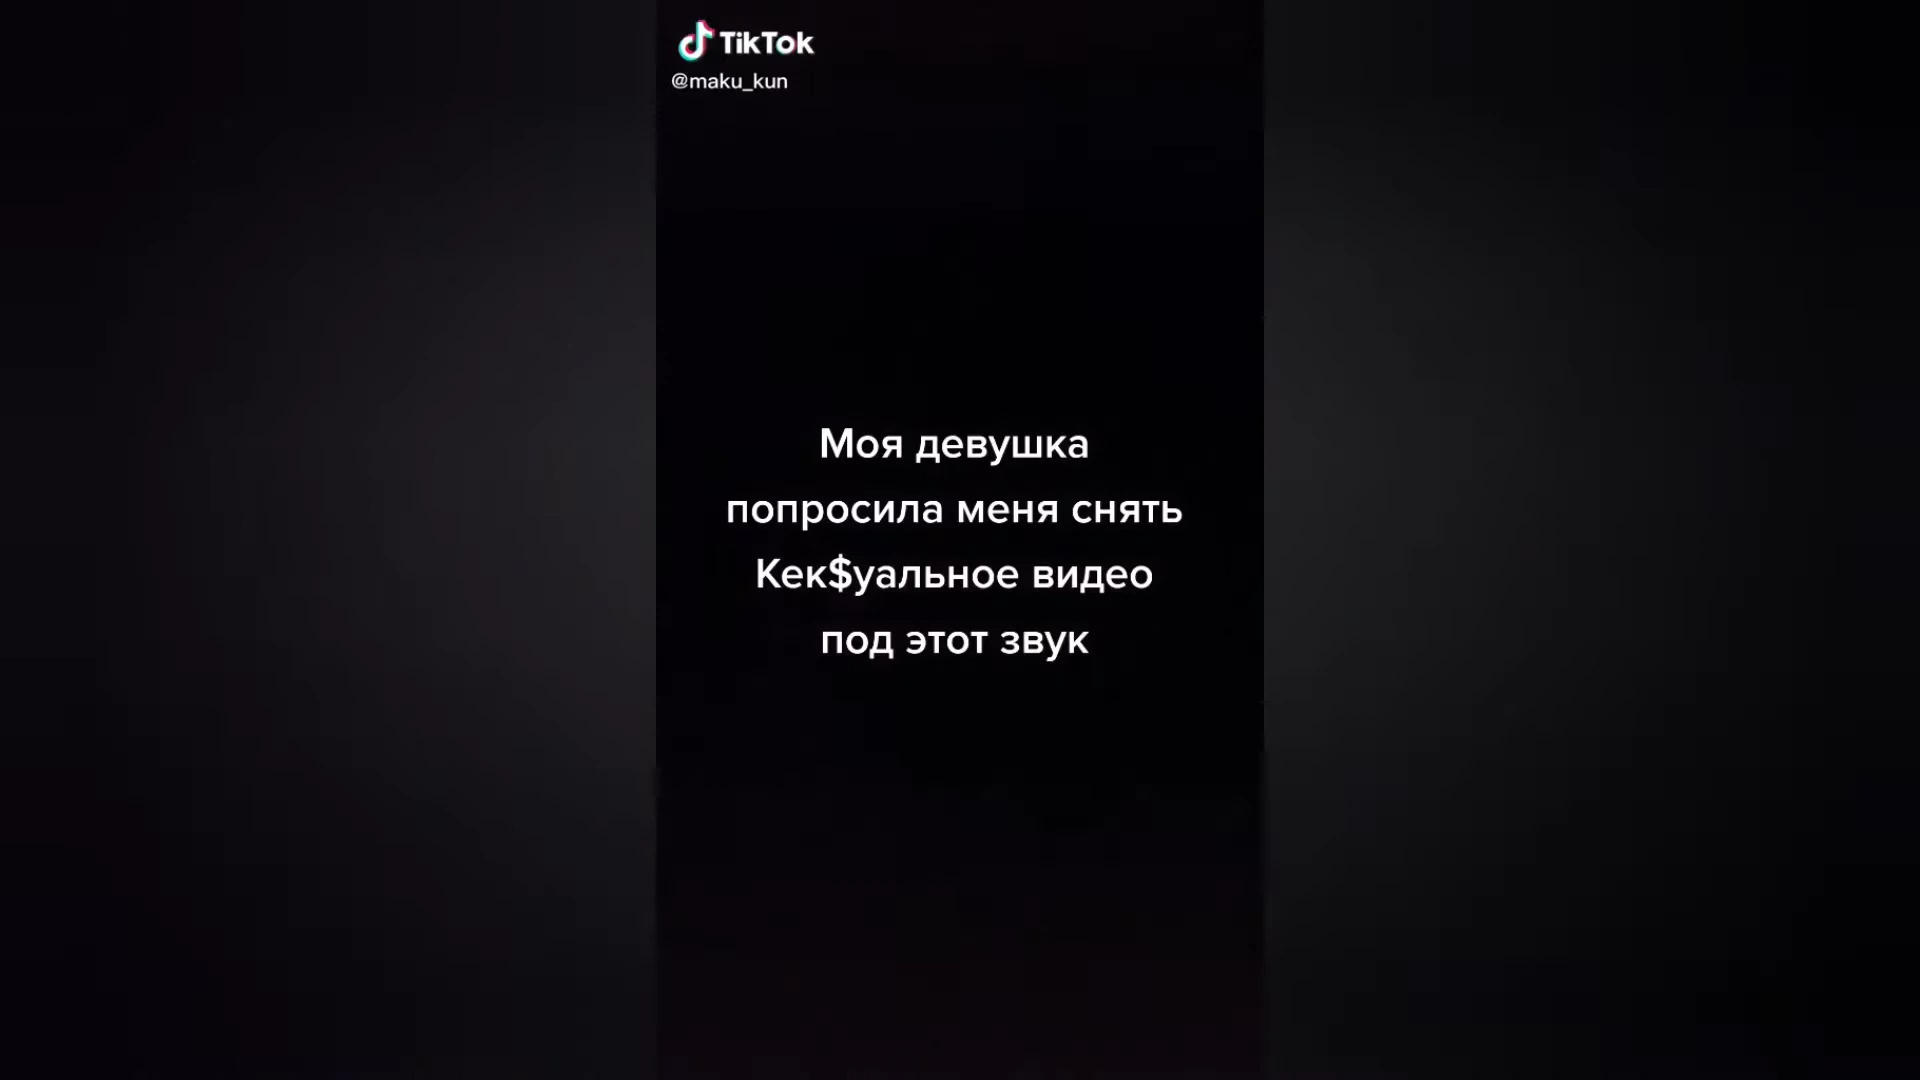 TikTok
@maku_kun
Моя девушка
попросила меня снять
Кек$уальное видео
под этот звук